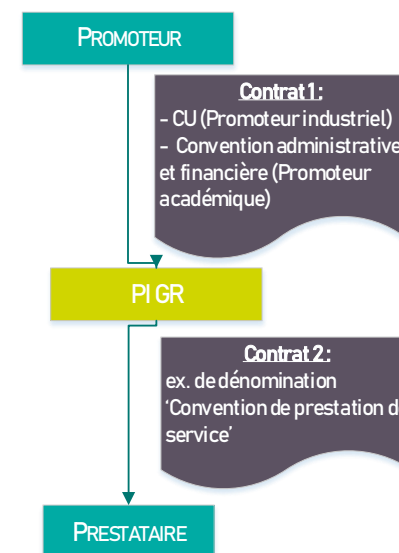 PROMOTEUR
Contrat 1 :
- CU (Promoteur industriel)
- Convention administrative
et financière (Promoteur
académique)
PI GR
Contrat 2 :
ex. de dénomination
'Convention de prestation d
service'
PRESTATAIRE